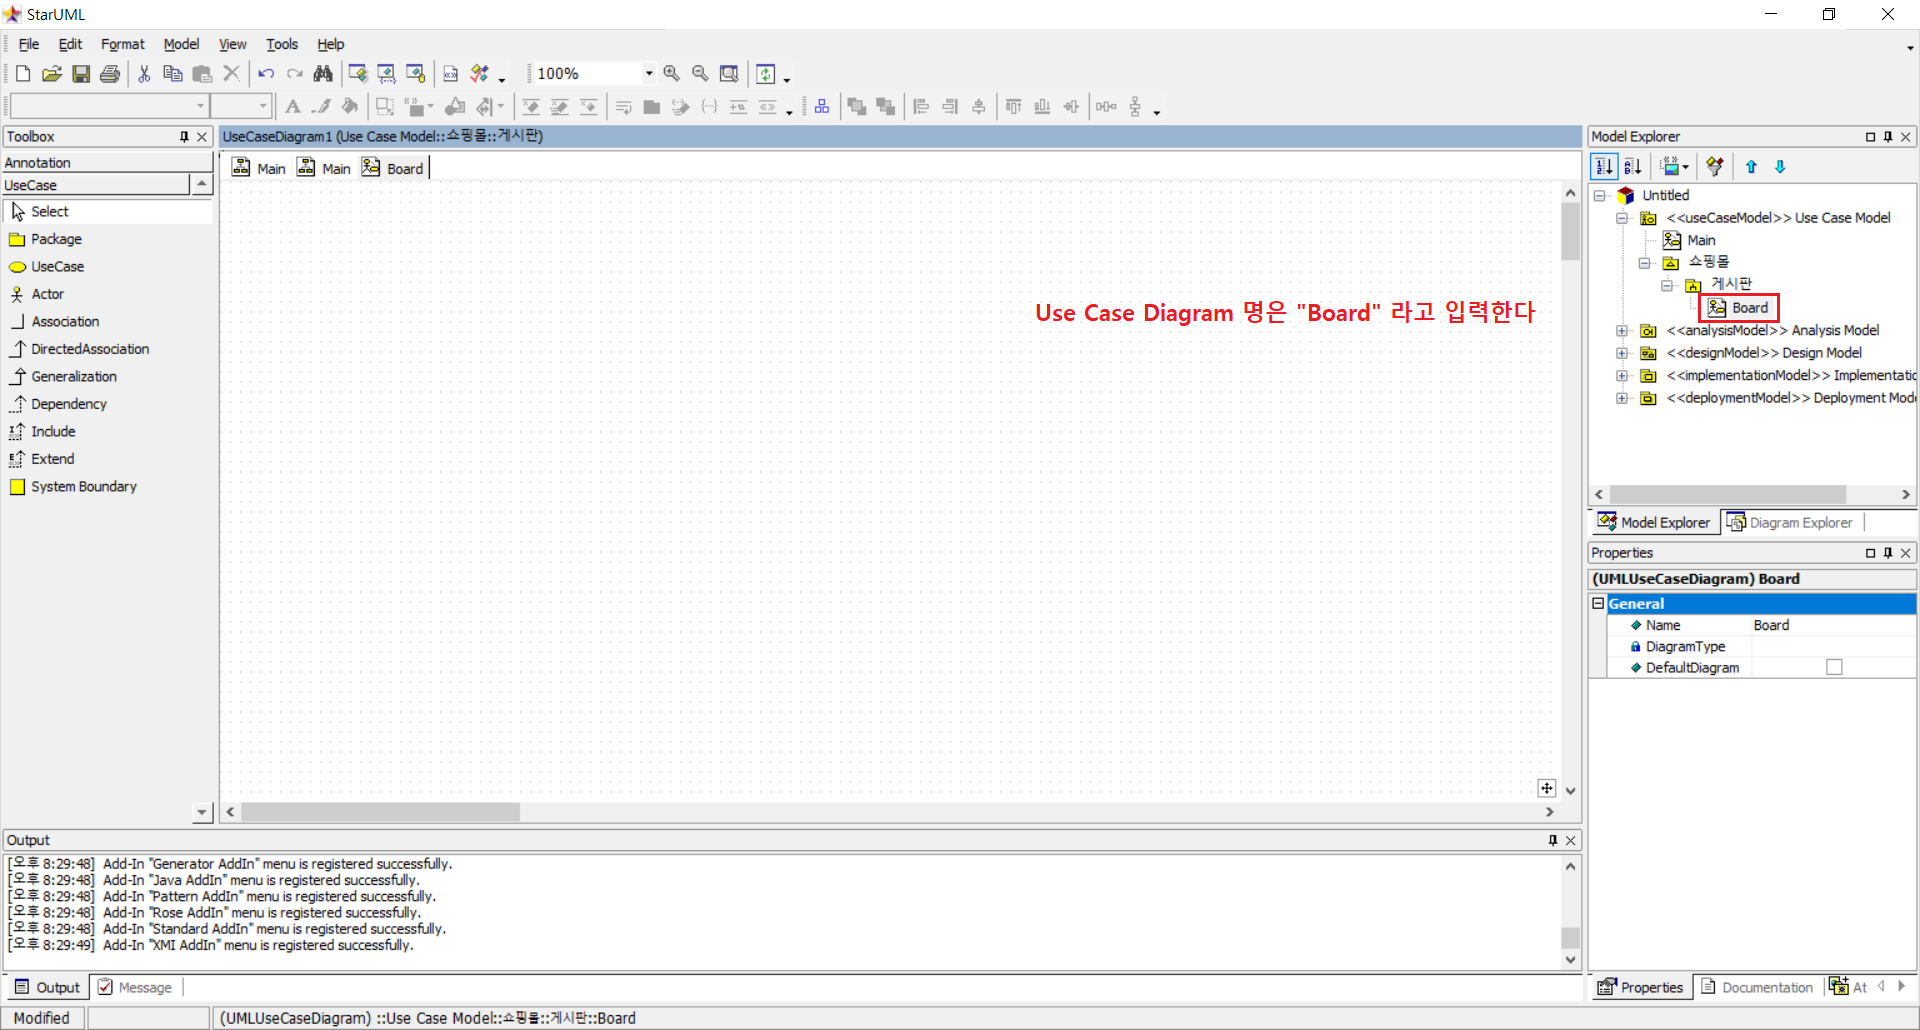 StarUML
File Edit Format Model View Tools Help
100%
Toolbox
Annotation
UseCase
Select
Package
UseCase
Actor
Association
DirectedAssociation
Generalization
Dependency
Include
Extend
System Boundary
UseCaseDiagram1 (Use Case Model::쇼핑몰::게시판)
Main Main Board
Use Case Diagram 명은 "Board" 라고 입력한다
Model Explorer
Untitled
<<useCaseModel>> Use Case Model
Main
쇼핑몰
게시판
Board
<<analysisModel>> Analysis Model
<<designModel>> Design Model
<<implementationModel>> Implementatio
<<deploymentModel>> Deployment Mode
Model Explorer Diagram Explorer
Properties
(UMLUseCaseDiagram) Board
General
Name Board
DiagramType
DefaultDiagram
Output
[오후 8:29:48] Add-In "Generator AddIn" menu is registered successfully.
[오후 8:29:48] Add-In "Java AddIn" menu is registered successfully.
[오후 8:29:48] Add-In "Pattern AddIn" menu is registered successfully.
[오후 8:29:48] Add-In "Rose AddIn" menu is registered successfully.
[오후 8:29:48] Add-In "Standard AddIn" menu is registered successfully.
[오후 8:29:49] Add-In "XMI AddIn" menu is registered successfully.
Output Message
Properties Documentation At
Modified
(UMLUseCaseDiagram) ::Use Case Model::쇼핑몰::게시판::Board